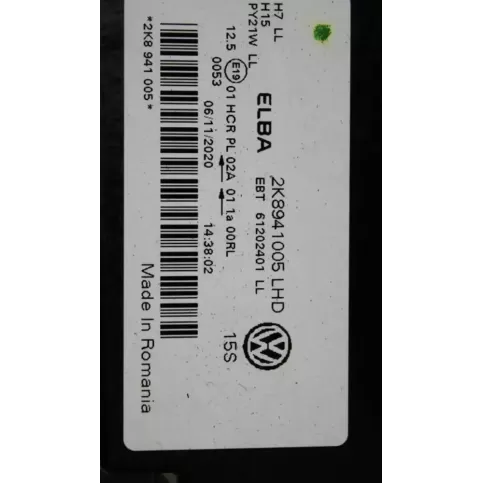 H7 LL
H15
PY21W LL
ELBA
2K8941005 LHD
EBT 61202401 LL
12.5 E19 01 HCR PL 02A 01 1a 00RL
0053
06/11/2020
14:38:02
15S
*2K8 941 005*
Made In Romania